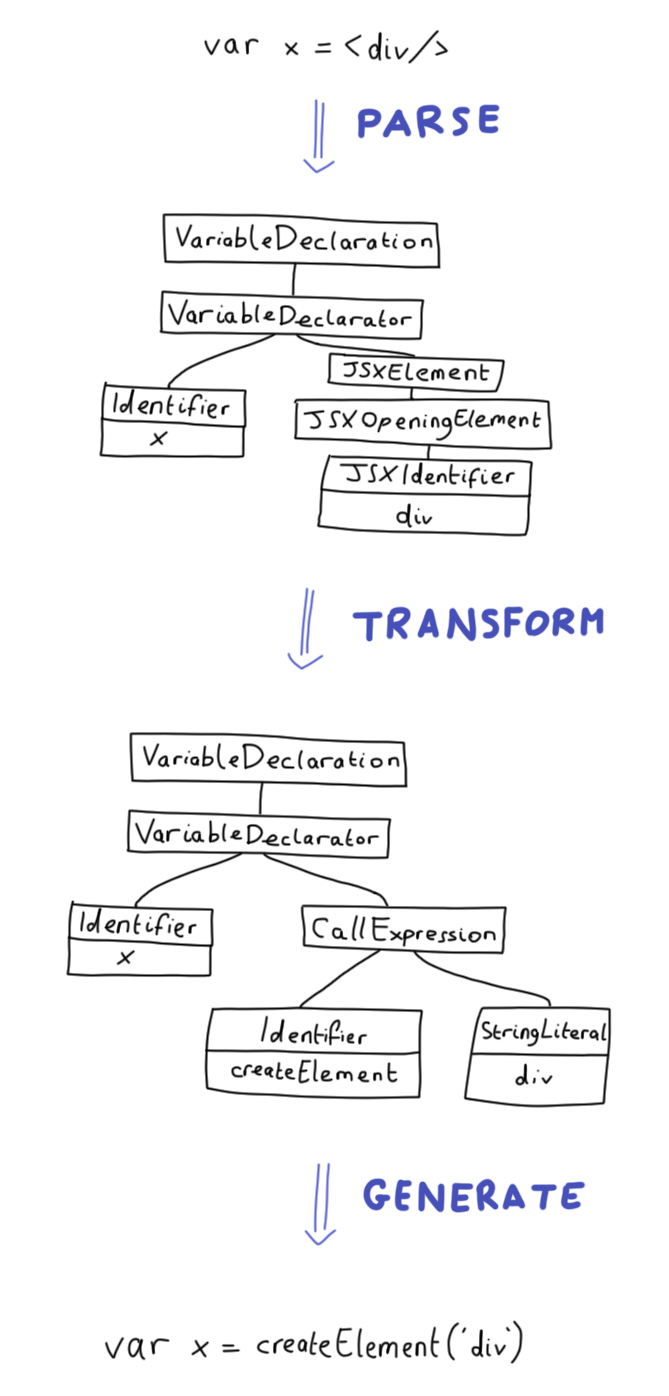 var x = <div/>
PARSE
VariableDeclaration
VariableDeclarator
JSXElement
Identifier
x
JSXOpeningElement
JSXIdentifier
div
TRANSFORM
VariableDeclaration
VariableDeclarator
Identifier
x
CallExpression
Identifier
createElement
StringLiteral
div
GENERATE
var x = createElement('div')